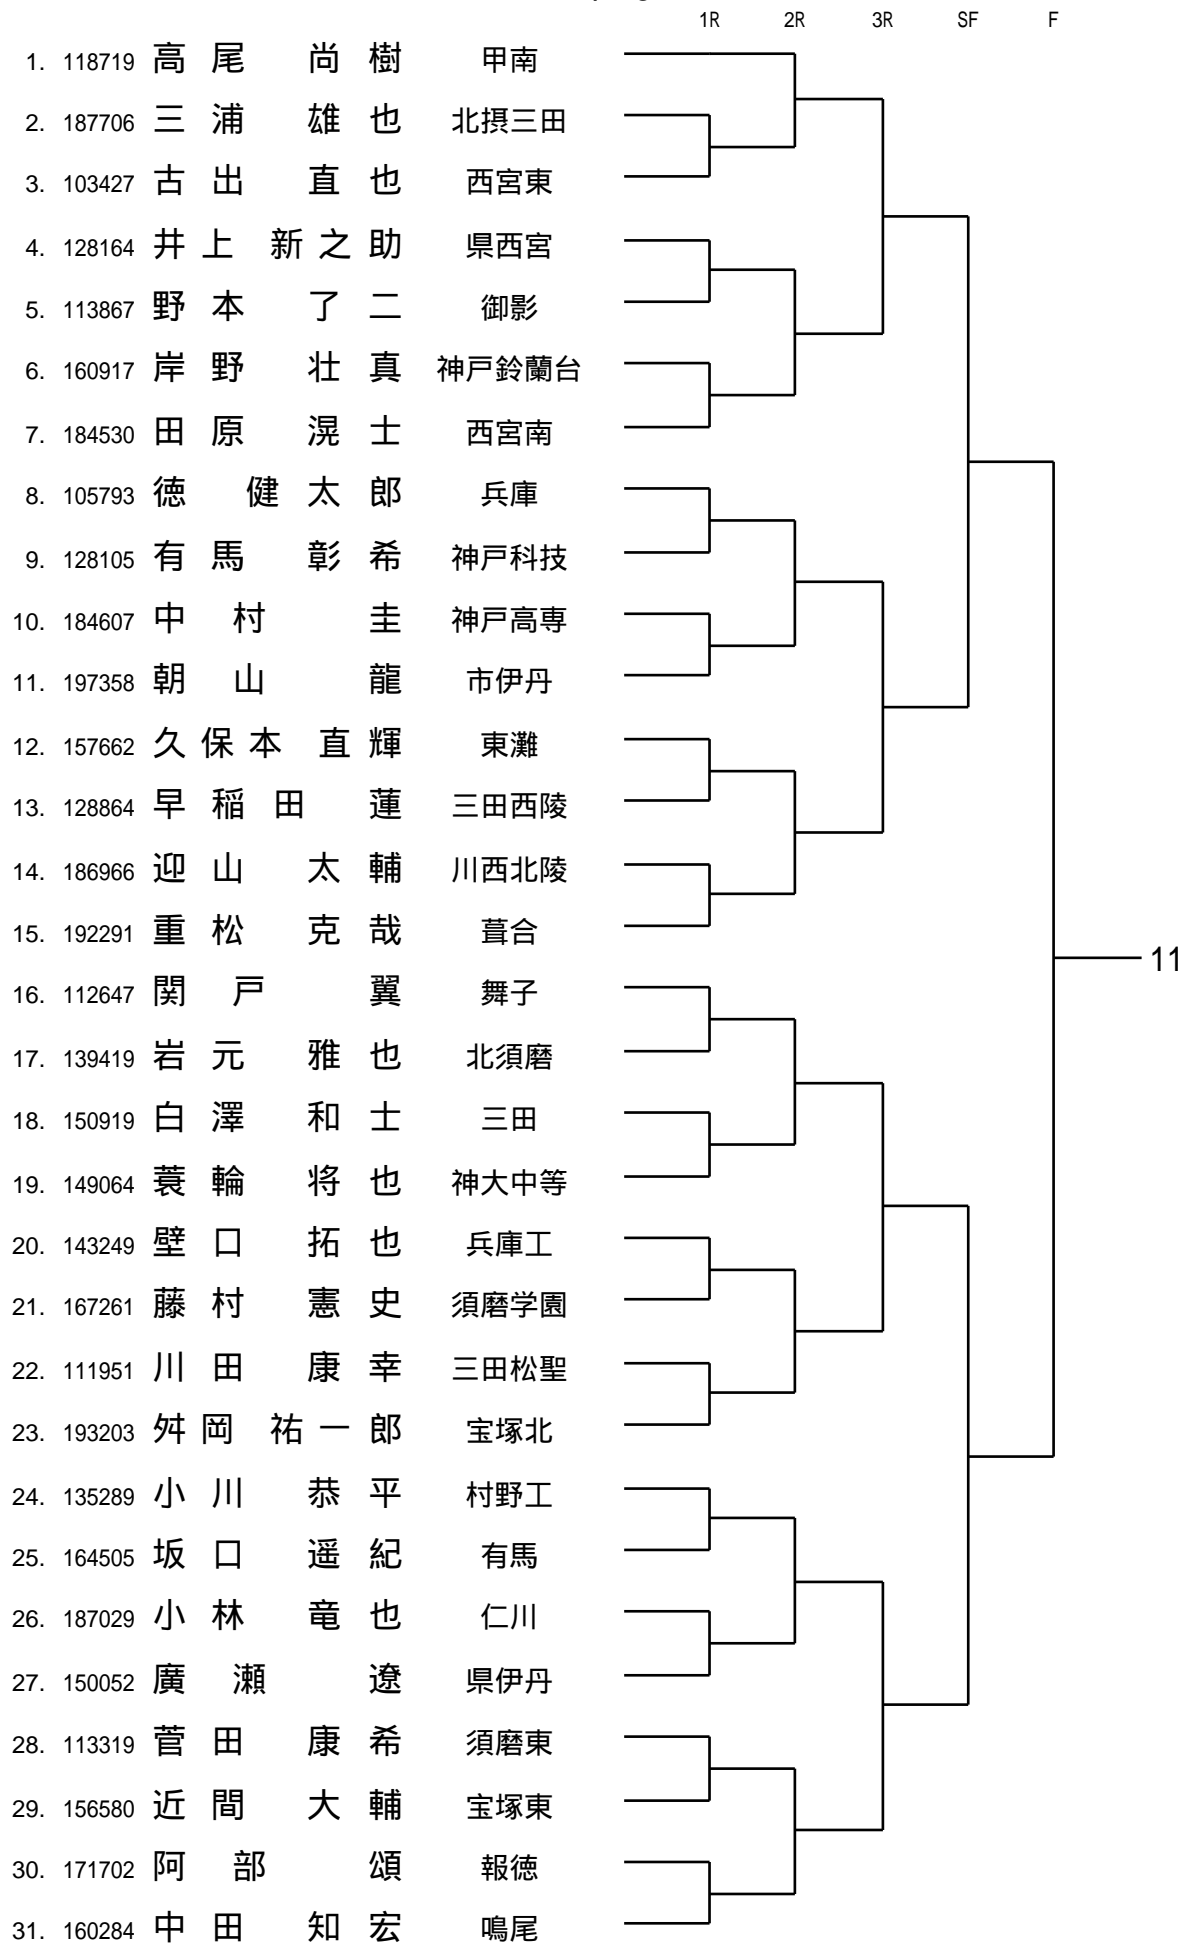 1R 2R 3R SF F
1. 118719 高尾 尚樹 甲南
2. 187706 三浦 雄也 北摂三田
3. 103427 古出 直也 西宮東
4. 128164 井上 新之助 県西宮
5. 113867 野本 了二 御影
6. 160917 岸野 壮真 神戸鈴蘭台
7. 184530 田原 滉士 西宮南
8. 105793 徳 健太郎 兵庫
9. 128105 有馬 彰希 神戸科技
10. 184607 中村 圭 神戸高専
11. 197358 朝山 龍 市伊丹
12. 157662 久保本 直輝 東灘
13. 128864 早稲田 蓮 三田西陵
14. 186966 迎山 太輔 川西北陵
15. 192291 重松 克哉 葺合
11
16. 112647 関戸 翼 舞子
17. 139419 岩元 雅也 北須磨
18. 150919 白澤 和士 三田
19. 149064 蓑輪 将也 神大中等
20. 143249 壁口 拓也 兵庫工
21. 167261 藤村 憲史 須磨学園
22. 111951 川田 康幸 三田松聖
23. 193203 舛岡 祐一郎 宝塚北
24. 135289 小川 恭平 村野工
25. 164505 坂口 遥紀 有馬
26. 187029 小林 竜也 仁川
27. 150052 廣瀬 遼 県伊丹
28. 113319 菅田 康希 須磨東
29. 156580 近間 大輔 宝塚東
30. 171702 阿部 頌 報徳
31. 160284 中田 知宏 鳴尾